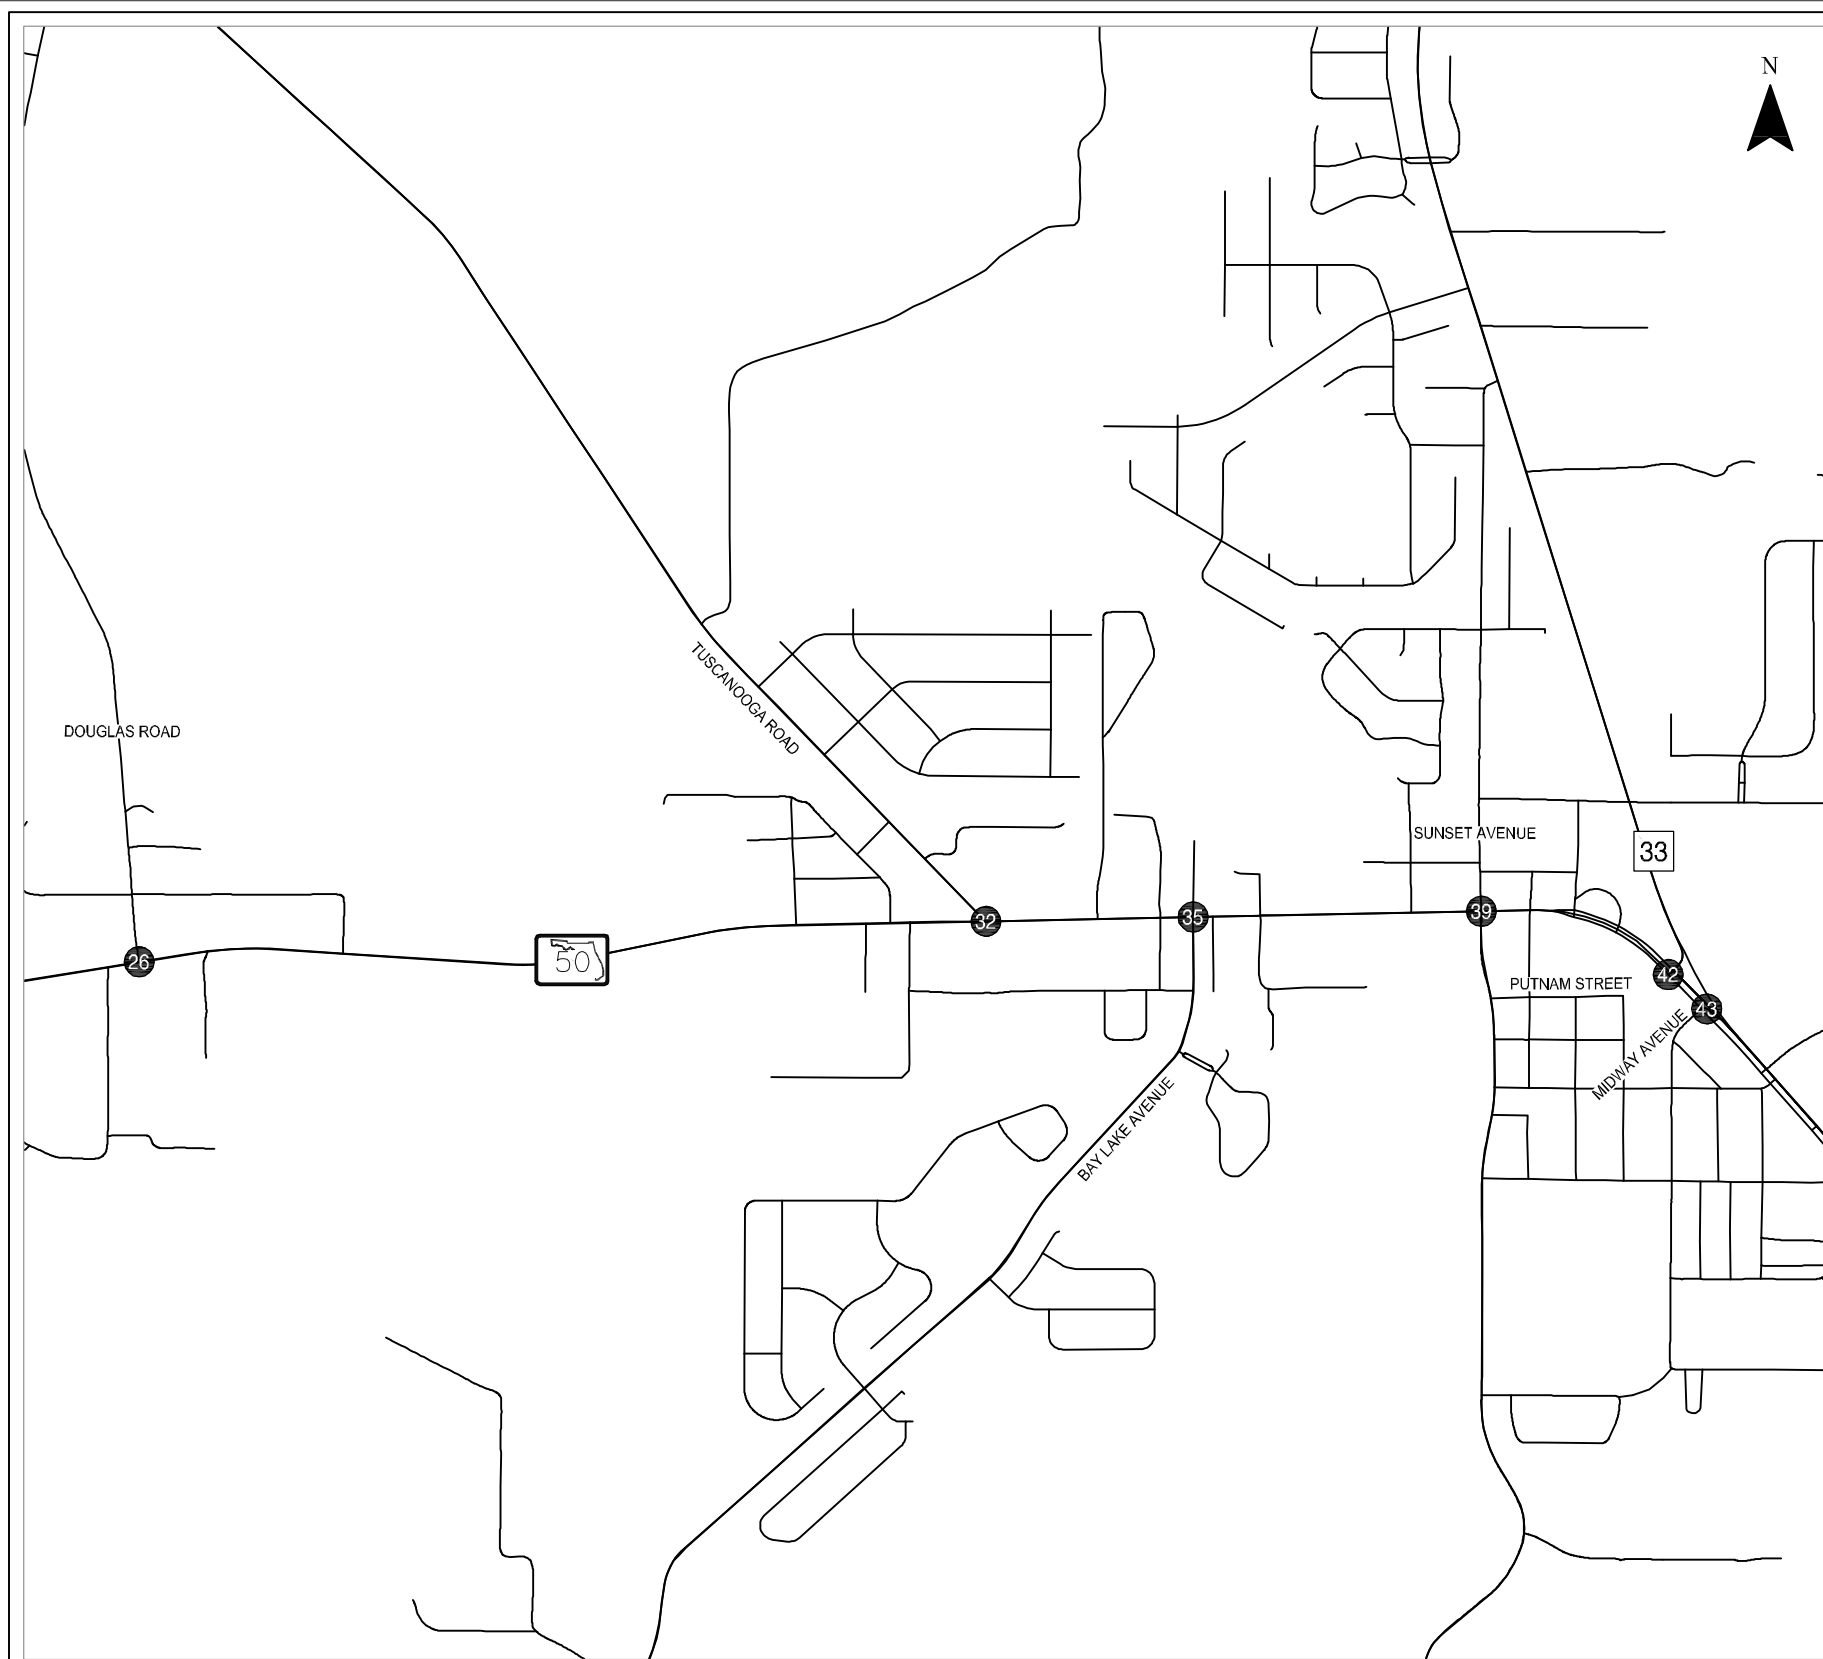 N
TUSCANOOGA ROAD
DOUGLAS ROAD
SUNSET AVENUE
33
32
35
39
26
50
42
PUTNAM STREET
43
MIDWAY AVENUE
BAY LAKE AVENUE